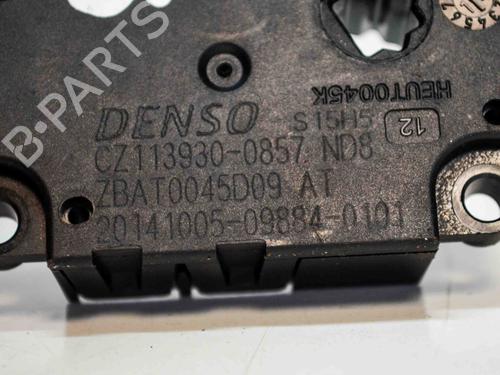 DENSO S15H5
CZ113930-0857 ND8
ZBAT0045D09 AT
20141005-09884-0101
HEUT0045K
12
B-PARTS